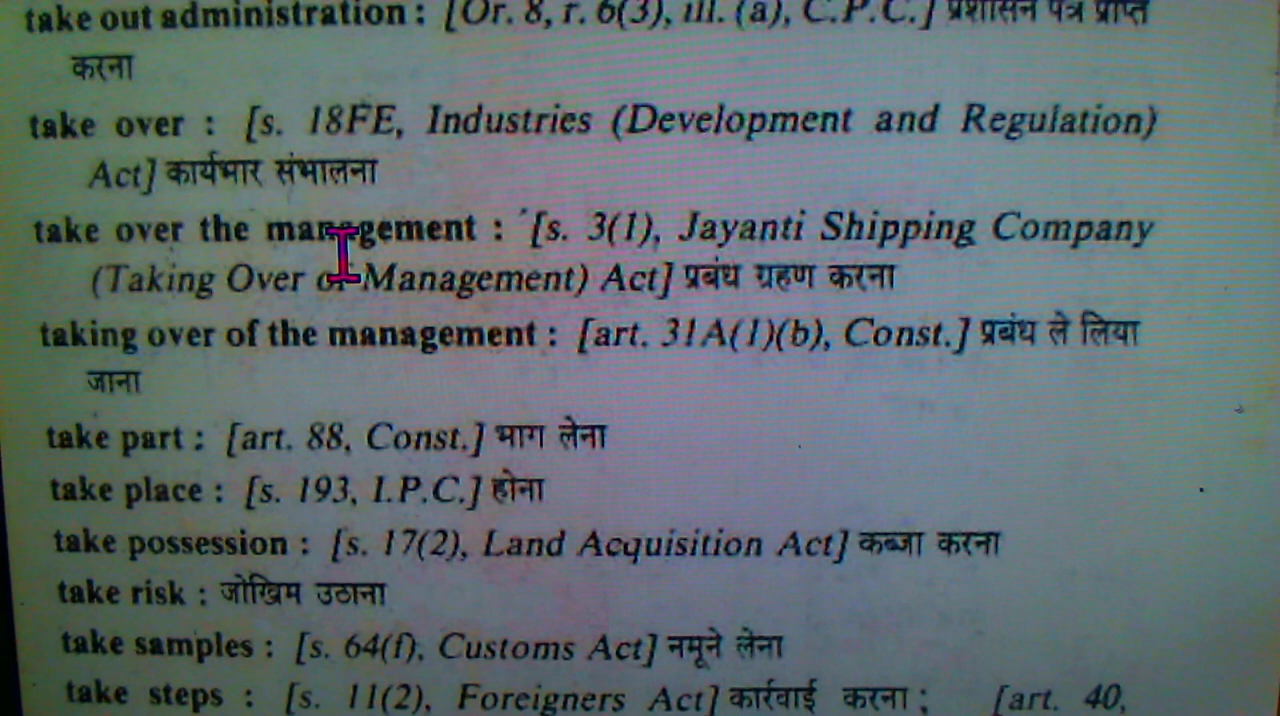 take out administration : [Or. 8, r. 6(3), ill. (a), C.P.C.] प्रशासन पत्र प्राप्त
करना
take over : [s. 18FE, Industries (Development and Regulation)
Act] कार्यभार संभालना
take over the management : [s. 3(1), Jayanti Shipping Company
(Taking Over of Management) Act] प्रबंध ग्रहण करना
taking over of the management : [art. 31A(1)(b), Const.] प्रबंध ले लिया
जाना
take part : [art. 88, Const.] भाग लेना
take place : [s. 193, I.P.C.] होना
take possession : [s. 17(2), Land Acquisition Act] कब्जा करना
take risk : जोखिम उठाना
take samples : [s. 64(f), Customs Act] नमूने लेना
take steps : [s. 11(2), Foreigners Act] कार्रवाई करना ; [art. 40,